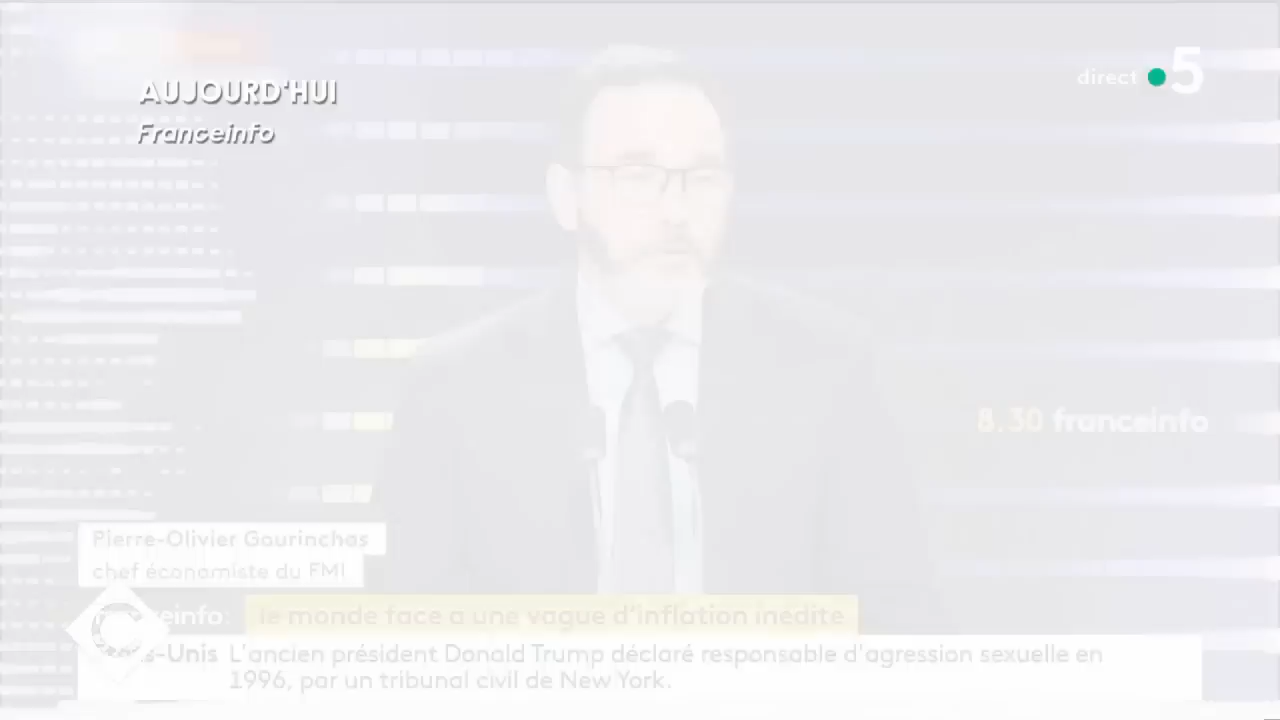 AUJOURD'HUI
Franceinfo
direct 5
8.30 franceinfo
Pierre-Olivier Gourinchas
chef économiste du FMI
le monde face a une vague d'inflation inédite
-Unis L'ancien président Donald Trump déclaré responsable d'agression sexuelle en
1996, par un tribunal civil de New York.